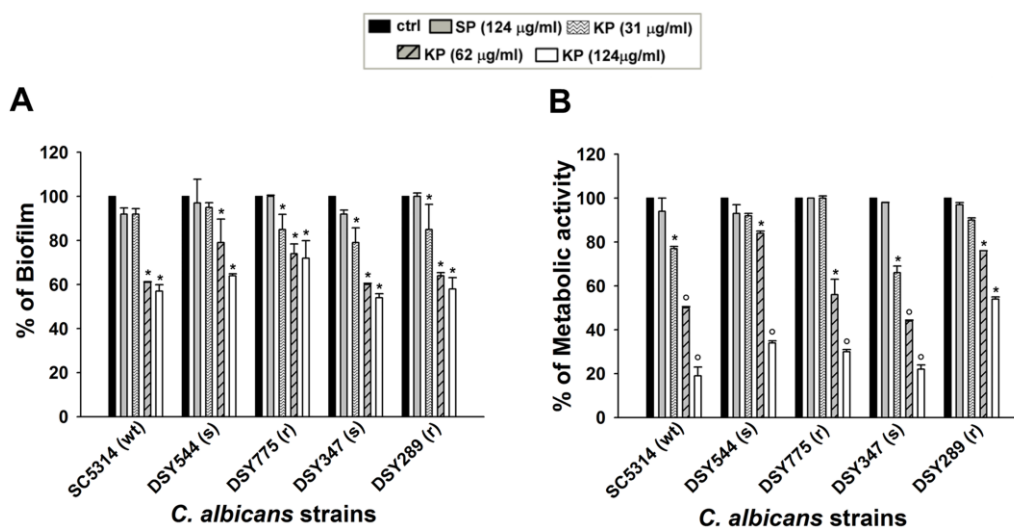 ctrl SP (124 µg/ml) KP (31 µg/ml)
KP (62 µg/ml) KP (124µg/ml)
A
% of Biofilm
120
100
80
60
40
20
0
* * * * * * * * * * * * *
SC5314 (wt)
DSY544 (s)
DSY775 (r)
DSY347 (s)
DSY289 (r)
C. albicans strains
B
% of Metabolic activity
120
100
80
60
40
20
0
* ° ° * ° * ° * ° ° * *
SC5314 (wt)
DSY544 (s)
DSY775 (r)
DSY347 (s)
DSY289 (r)
C. albicans strains